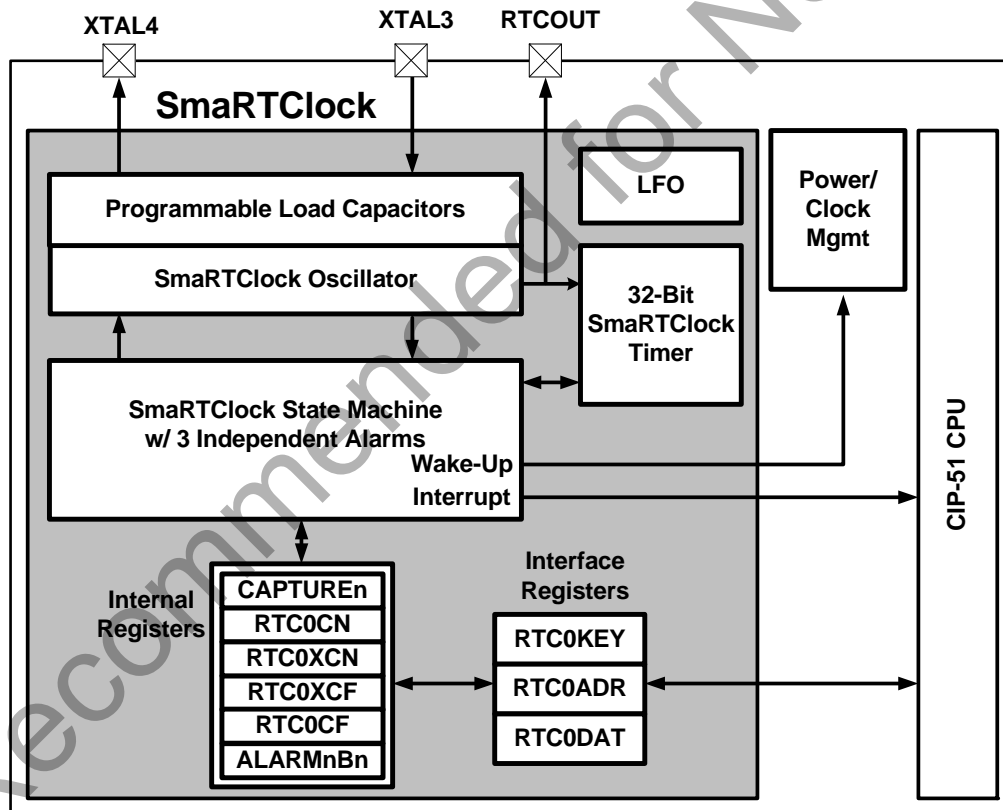 XTAL4
XTAL3
RTCOUT
SmaRTClock
Programmable Load Capacitors
SmaRTClock Oscillator
LFO
Power/
Clock
Mgmt
32-Bit
SmaRTClock
Timer
SmaRTClock State Machine
w/ 3 Independent Alarms
Wake-Up
Interrupt
CIP-51 CPU
Internal
Registers
CAPTUREn
RTC0CN
RTC0XCN
RTC0XCF
RTC0CF
ALARMnBn
Interface
Registers
RTC0KEY
RTC0ADR
RTC0DAT
Recommended for N